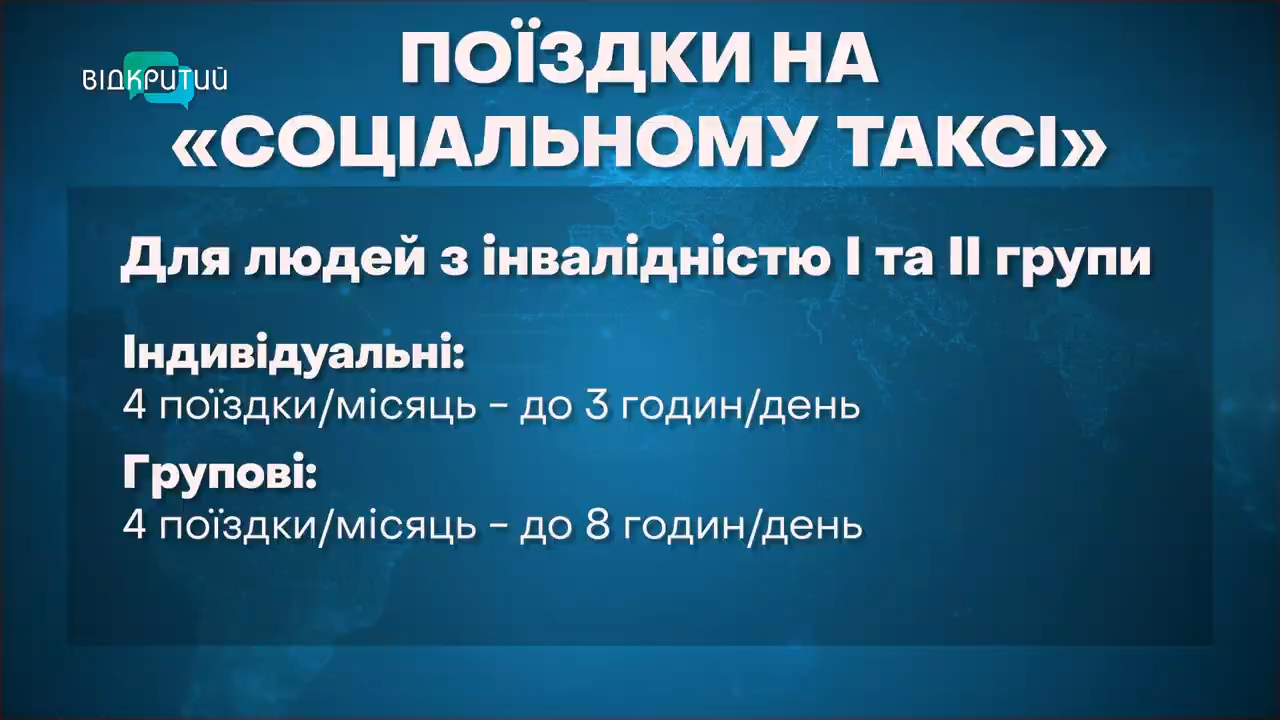 ВІДКРИТИЙ
ПОЇЗДКИ НА
«СОЦІАЛЬНОМУ ТАКСІ»
Для людей з інвалідністю І та ІІ групи
Індивідуальні:
4 поїздки/місяць – до 3 годин/день
Групові:
4 поїздки/місяць – до 8 годин/день